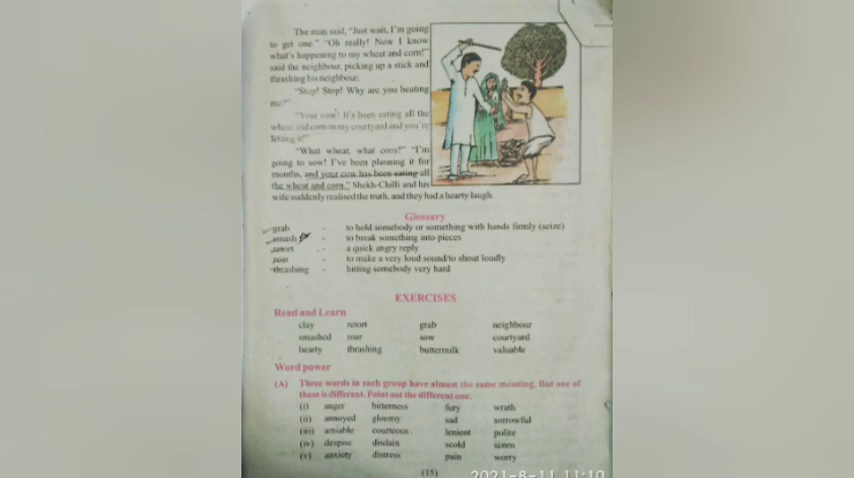 The man said, "Just wait, I'm going
to get one." "Oh really! Now I know
what's happening to my wheat and corn!"
said the neighbour, picking up a stick and
thrashing his neighbour.
"Stop! Stop! Why are you beating
me?"
"Your cow! It's been eating all the
wheat and corn in my courtyard and you're
"What wheat, what corn?" "I'm
going to sow! I've been planning it for
months, and your cow has been eating all
the wheat and corn." Shekh-Chilli and his
wife suddenly realised the truth, and they had a hearty laugh.
Glossary
grab - to hold somebody or something with hands firmly (seize)
smash - to break something into pieces
retort - a quick angry reply
roar - to make a very loud sound/to shout loudly
thrashing - hitting somebody very hard
EXERCISES
Read and Learn
clay retort grab neighbour
smashed roar sow courtyard
hearty thrashing buttermilk valuable
Word power
(A) Three words in each group have almost the same meaning. But one of
them is different. Point out the different one.
(i) anger bitterness fury wrath
(ii) annoyed gloomy sad sorrowful
(iii) amiable courteous lenient polite
(iv) despise disdain scold scorn
(v) anxiety distress pain worry
(15)
2021-8-11 11:10